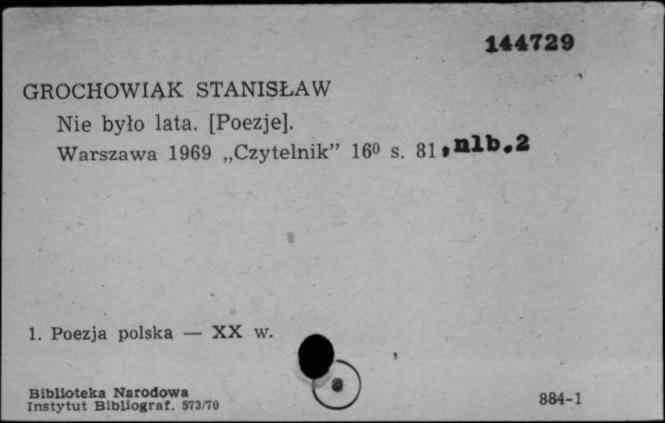 144729
GROCHOWIAK STANISŁAW
Nie było lata. [Poezje].
Warszawa 1969 „Czytelnik” 16⁰ s. 81, nlb.2
1. Poezja polska — XX w.
Biblioteka Narodowa
Instytut Bibliograf. 573/70
884-1